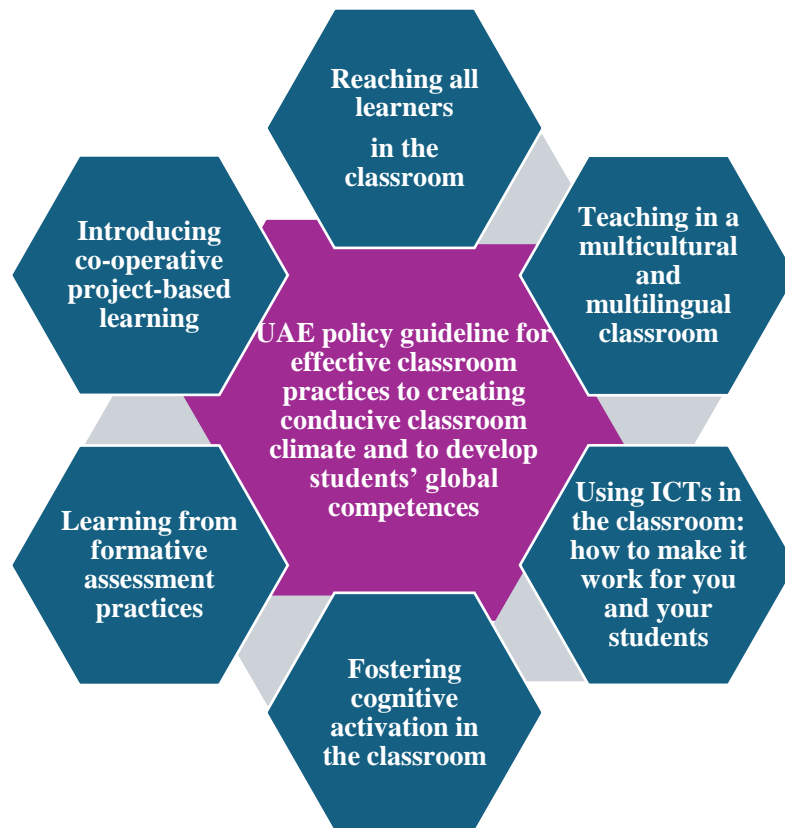 Reaching all
learners
in the
classroom
Teaching in a
multicultural
and
multilingual
classroom
Using ICTs in
the classroom:
how to make it
work for you
and your
students
Fostering
cognitive
activation in
the classroom
Learning from
formative
assessment
practices
Introducing
co-operative
project-based
learning
UAE policy guideline for
effective classroom
practices to creating
conducive classroom
climate and to develop
students’ global
competences